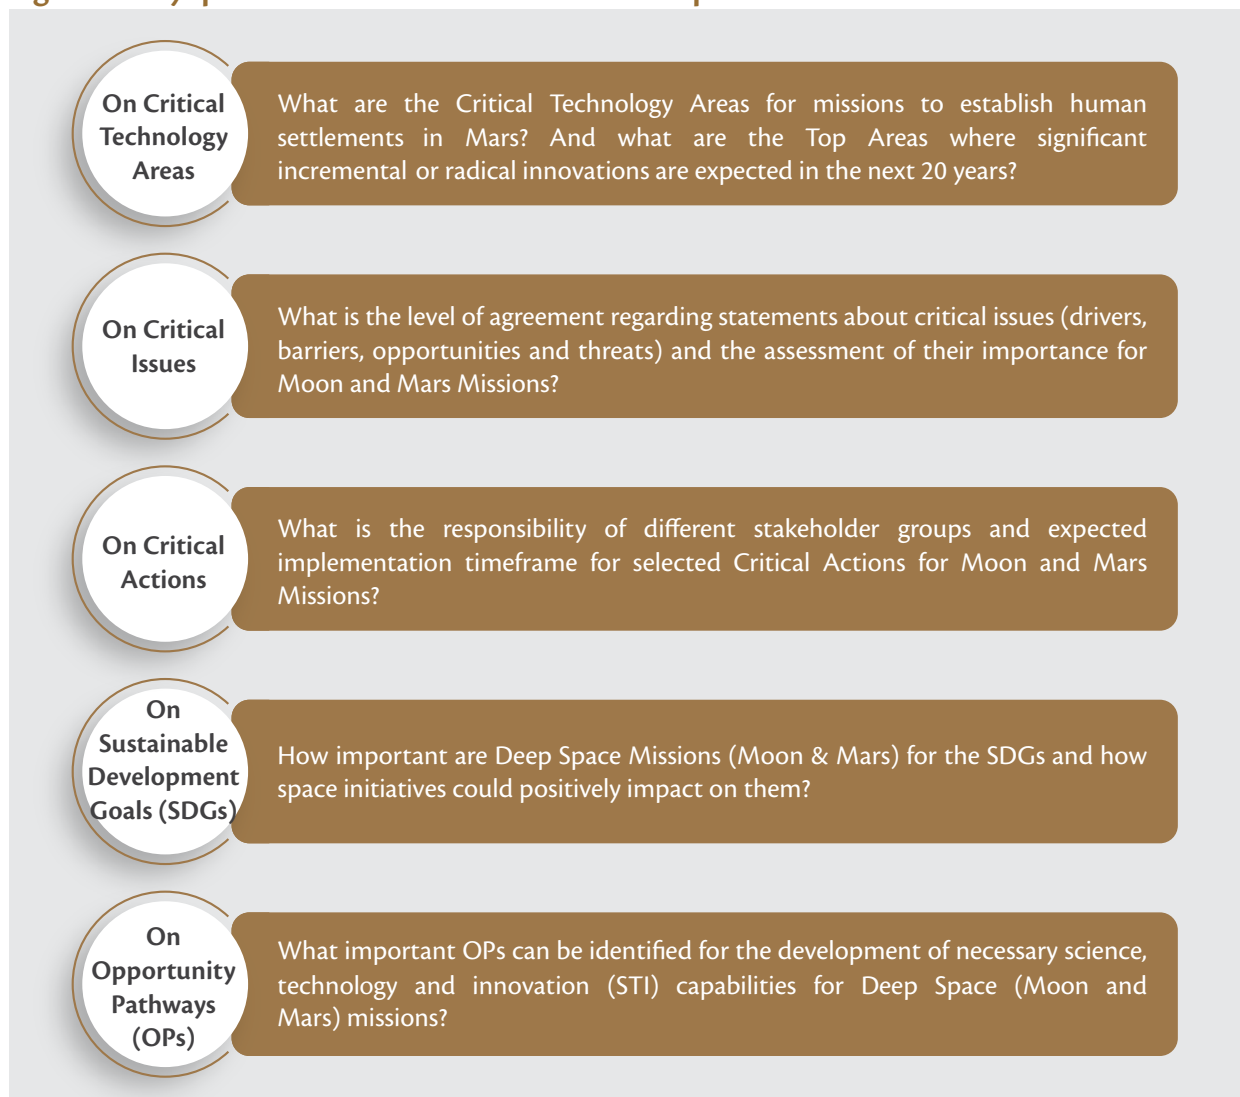 On Critical
Technology
Areas
What are the Critical Technology Areas for missions to establish human
settlements in Mars? And what are the Top Areas where significant
incremental or radical innovations are expected in the next 20 years?
On Critical
Issues
What is the level of agreement regarding statements about critical issues (drivers,
barriers, opportunities and threats) and the assessment of their importance for
Moon and Mars Missions?
On Critical
Actions
What is the responsibility of different stakeholder groups and expected
implementation timeframe for selected Critical Actions for Moon and Mars
Missions?
On
Sustainable
Development
Goals (SDGs)
How important are Deep Space Missions (Moon & Mars) for the SDGs and how
space initiatives could positively impact on them?
On
Opportunity
Pathways
(OPs)
What important OPs can be identified for the development of necessary science,
technology and innovation (STI) capabilities for Deep Space (Moon and
Mars) missions?